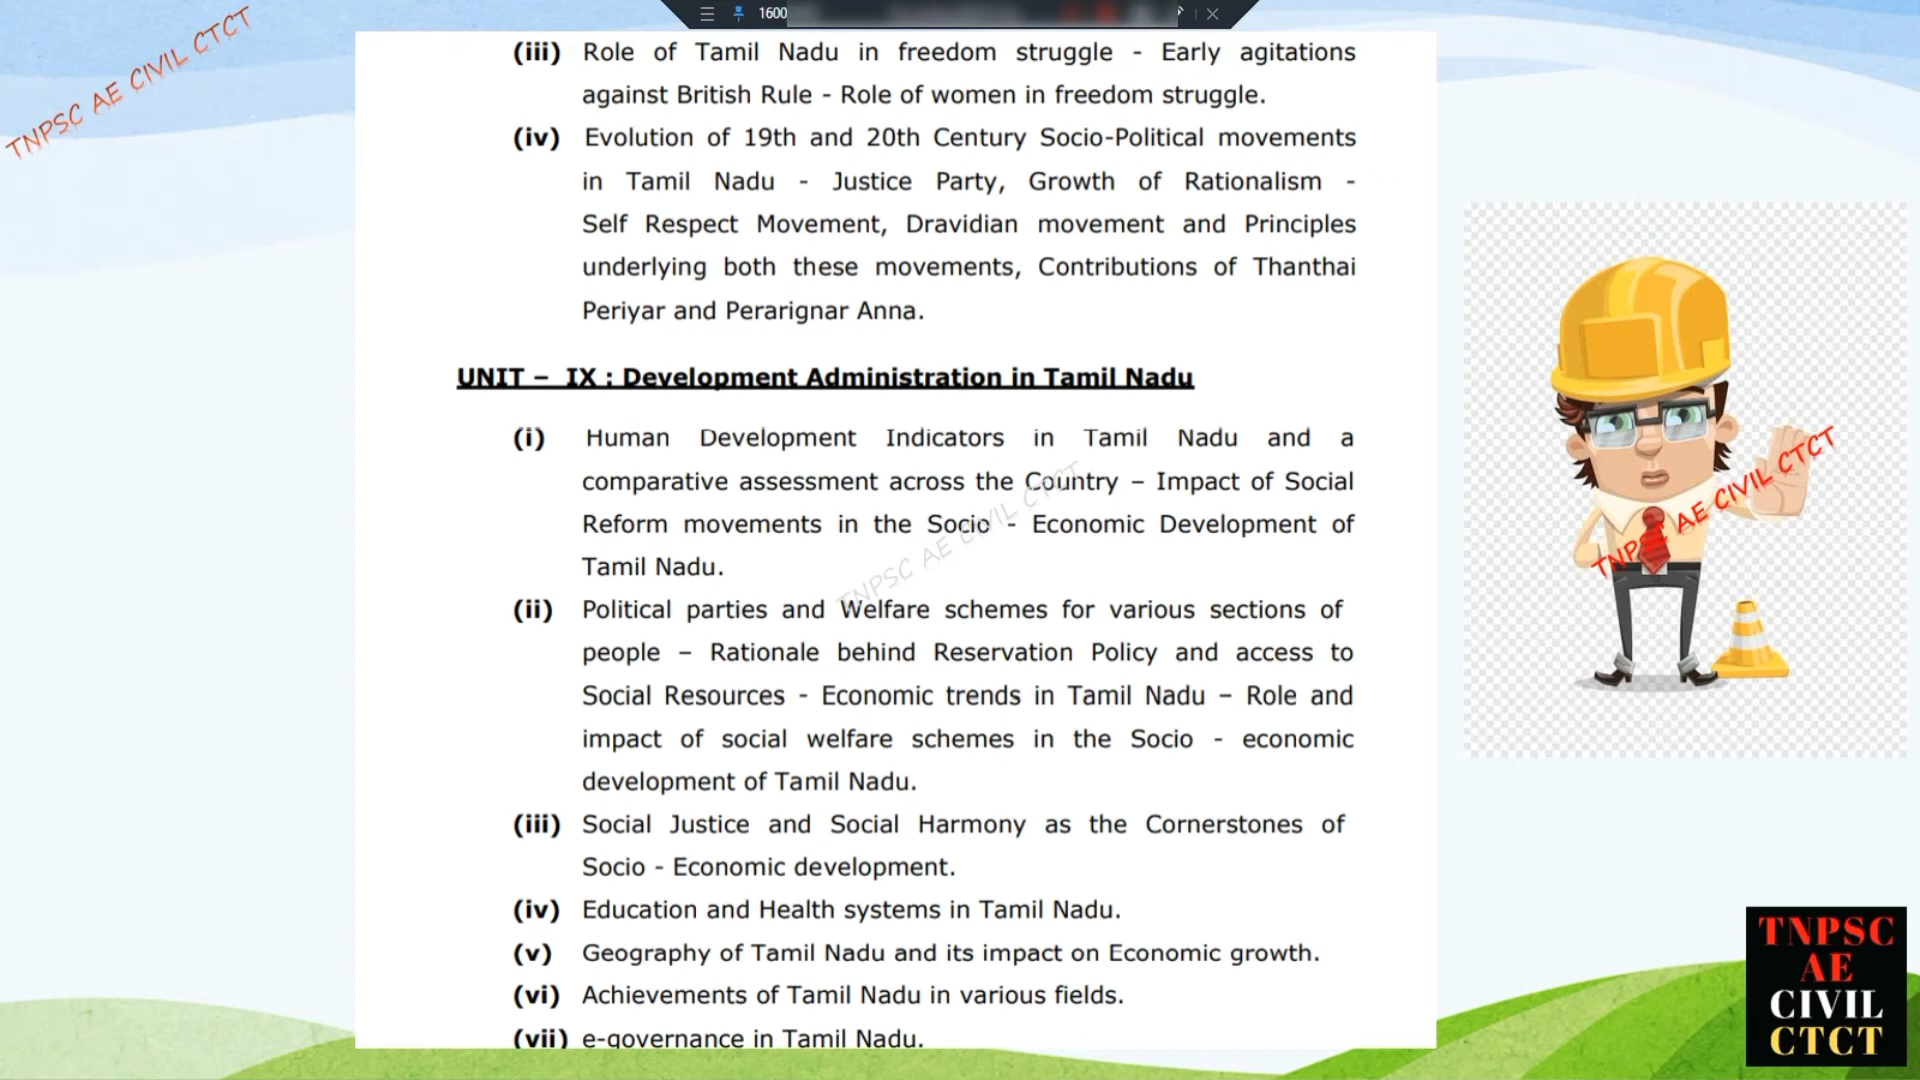 TNPSC AE CIVIL CTCT
1600
(iii) Role of Tamil Nadu in freedom struggle - Early agitations
against British Rule - Role of women in freedom struggle.
(iv) Evolution of 19th and 20th Century Socio-Political movements
in Tamil Nadu - Justice Party, Growth of Rationalism -
Self Respect Movement, Dravidian movement and Principles
underlying both these movements, Contributions of Thanthai
Periyar and Perarignar Anna.
UNIT – IX : Development Administration in Tamil Nadu
(i) Human Development Indicators in Tamil Nadu and a
comparative assessment across the Country – Impact of Social
Reform movements in the Socio - Economic Development of
Tamil Nadu.
(ii) Political parties and Welfare schemes for various sections of
people – Rationale behind Reservation Policy and access to
Social Resources - Economic trends in Tamil Nadu – Role and
impact of social welfare schemes in the Socio - economic
development of Tamil Nadu.
(iii) Social Justice and Social Harmony as the Cornerstones of
Socio - Economic development.
(iv) Education and Health systems in Tamil Nadu.
(v) Geography of Tamil Nadu and its impact on Economic growth.
(vi) Achievements of Tamil Nadu in various fields.
(vii) e-governance in Tamil Nadu.
TNPSC AE CIVIL CTCT
TNPSC AE CIVIL CTCT
TNPSC
AE
CIVIL
CTCT